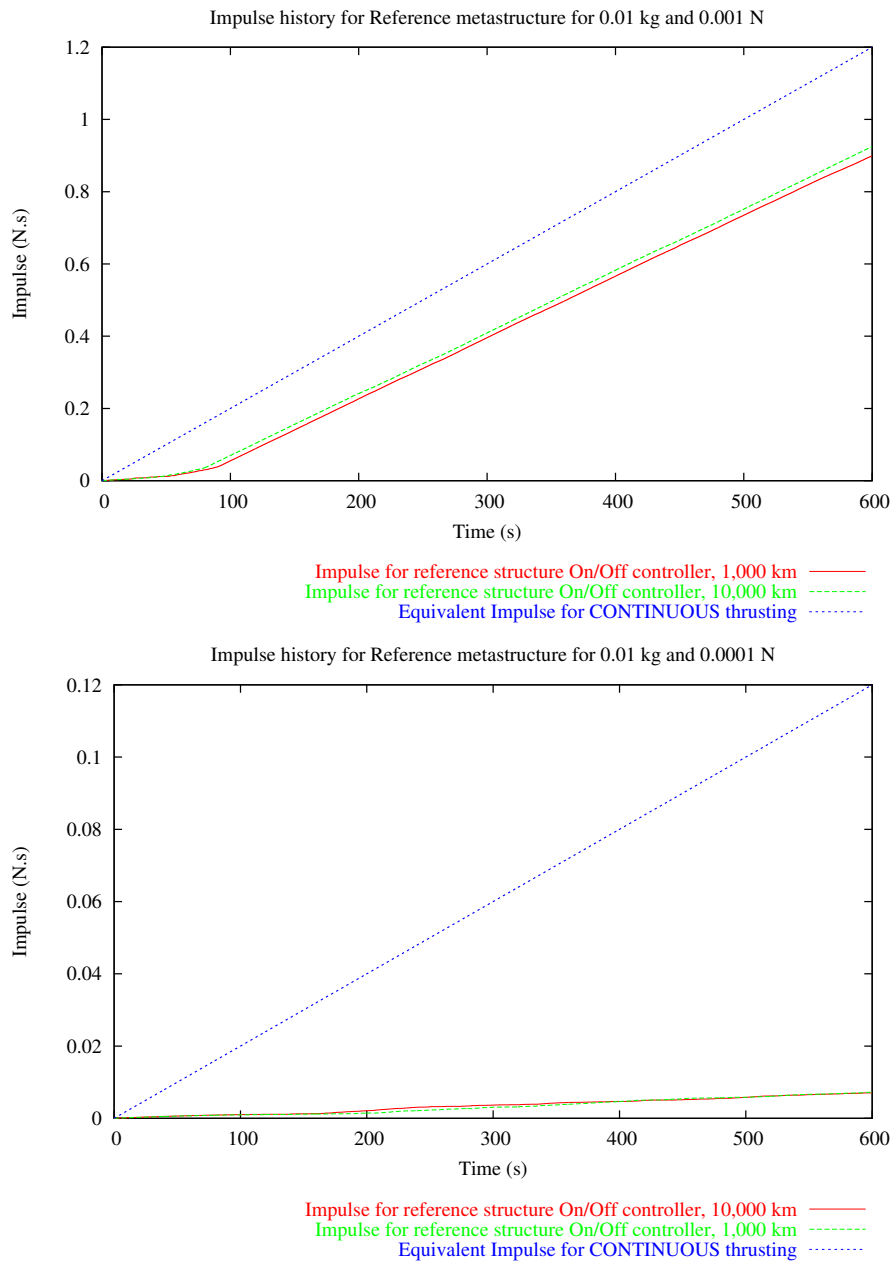 Impulse history for Reference metastructure for 0.01 kg and 0.001 N
1.2
1
0.8
0.6
0.4
0.2
0
Impulse (N.s)
0 100 200 300 400 500 600
Time (s)
Impulse for reference structure On/Off controller, 1,000 km
Impulse for reference structure On/Off controller, 10,000 km
Equivalent Impulse for CONTINUOUS thrusting
Impulse history for Reference metastructure for 0.01 kg and 0.0001 N
0.12
0.1
0.08
0.06
0.04
0.02
0
Impulse (N.s)
0 100 200 300 400 500 600
Time (s)
Impulse for reference structure On/Off controller, 10,000 km
Impulse for reference structure On/Off controller, 1,000 km
Equivalent Impulse for CONTINUOUS thrusting